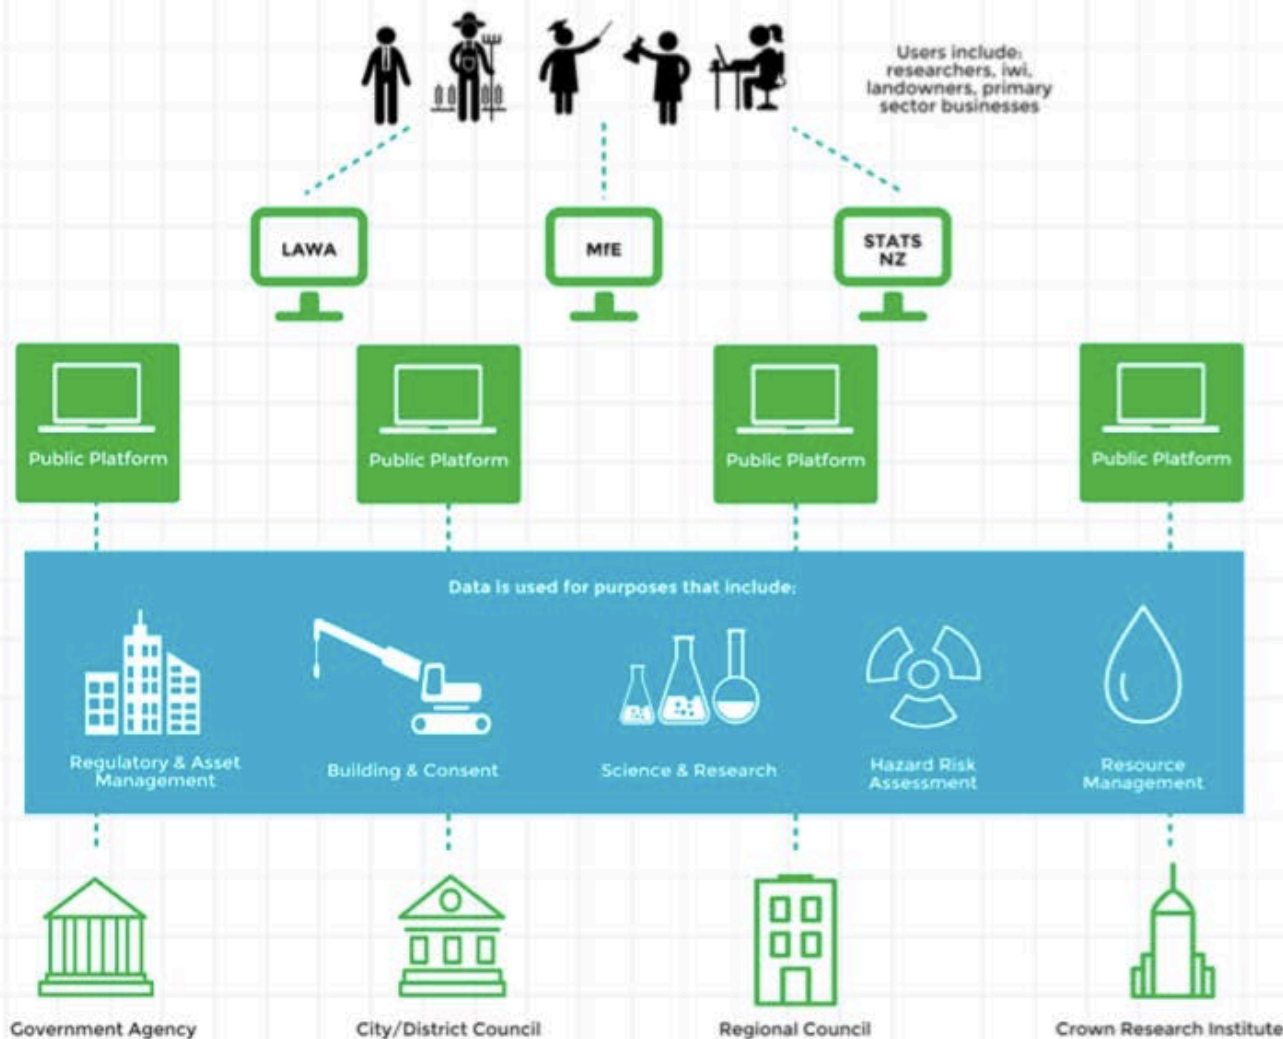 Users include:
researchers, iwi,
landowners, primary
sector businesses
LAWA
MfE
STATS
NZ
Public Platform
Public Platform
Public Platform
Public Platform
Data is used for purposes that include:
Regulatory & Asset
Management
Building & Consent
Science & Research
Hazard Risk
Assessment
Resource
Management
Government Agency
City/District Council
Regional Council
Crown Research Institute